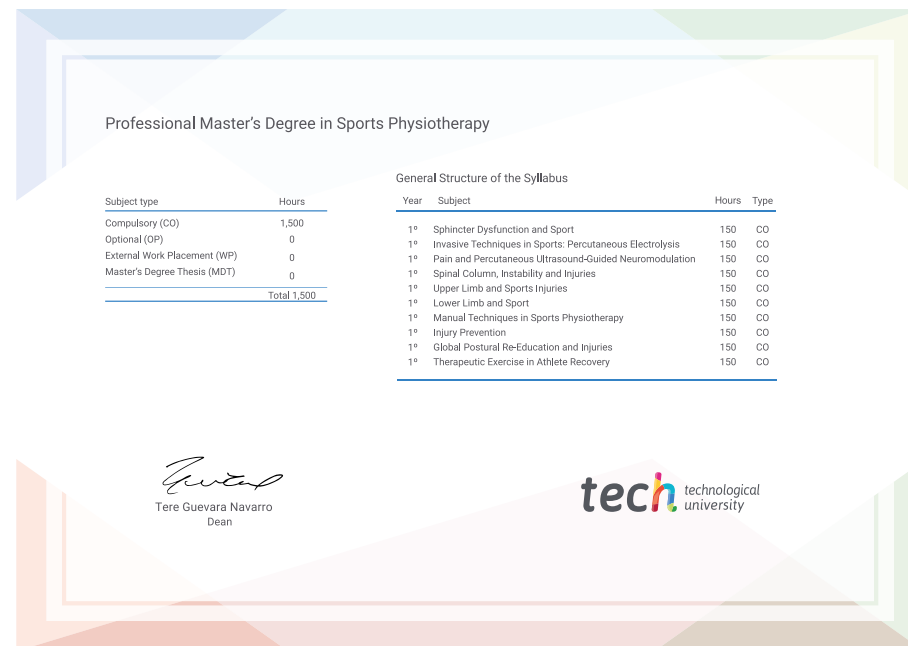 Professional Master's Degree in Sports Physiotherapy
General Structure of the Syllabus
Subject type Hours
Compulsory (CO) 1,500
Optional (OP) 0
External Work Placement (WP) 0
Master's Degree Thesis (MDT) 0
Total 1,500
Year Subject Hours Type
1º Sphincter Dysfunction and Sport 150 CO
1º Invasive Techniques in Sports: Percutaneous Electrolysis 150 CO
1º Pain and Percutaneous Ultrasound-Guided Neuromodulation 150 CO
1º Spinal Column, Instability and Injuries 150 CO
1º Upper Limb and Sports Injuries 150 CO
1º Lower Limb and Sport 150 CO
1º Manual Techniques in Sports Physiotherapy 150 CO
1º Injury Prevention 150 CO
1º Global Postural Re-Education and Injuries 150 CO
1º Therapeutic Exercise in Athlete Recovery 150 CO
Tere Guevara Navarro
Dean
tech technological
university